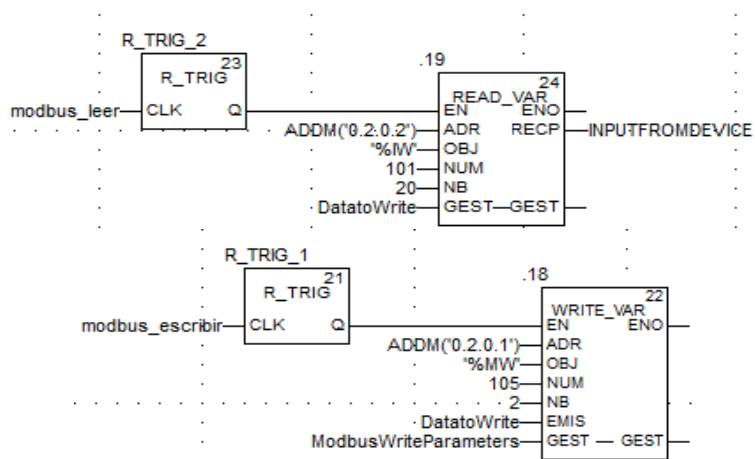 R_TRIG_2
23
R_TRIG
modbus_leer CLK Q
.19
24
READ_VAR
EN ENO
ADDM('0.2.0.2') ADR RECP INPUTFROMDEVICE
'%IW' OBJ
101 NUM
20 NB
DatatoWrite GEST GEST
R_TRIG_1
21
R_TRIG
modbus_escribir CLK Q
.18
22
WRITE_VAR
EN ENO
ADDM('0.2.0.1') ADR
'%MW' OBJ
105 NUM
2 NB
DatatoWrite EMIS
ModbusWriteParameters GEST GEST